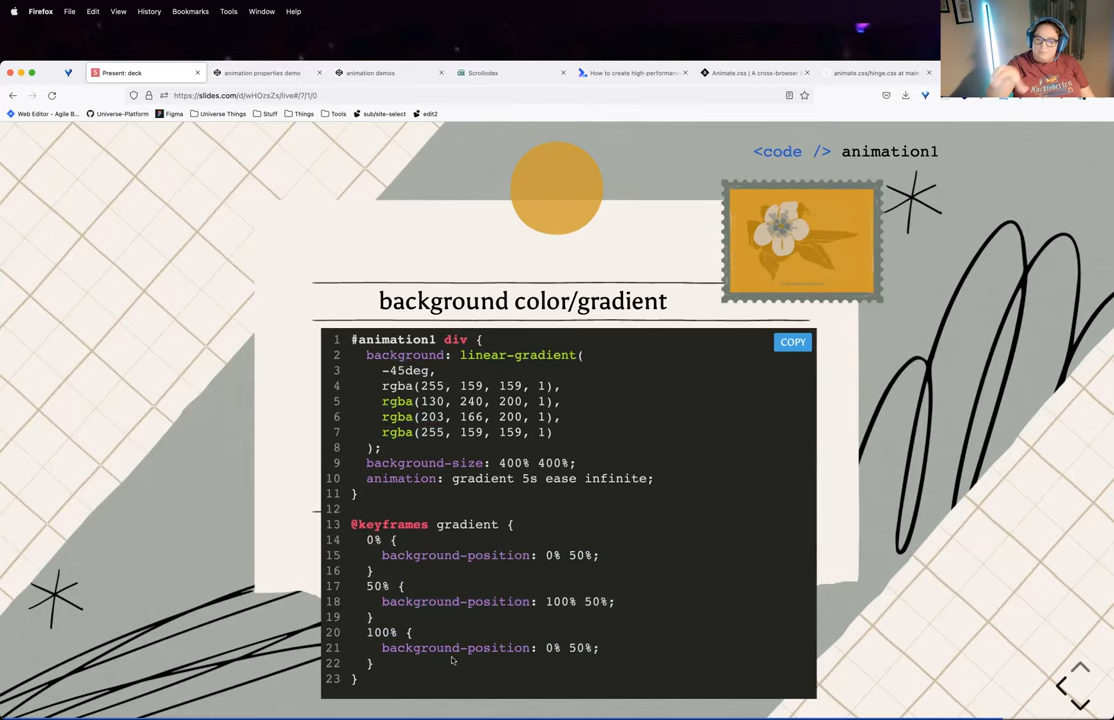 Firefox File Edit View History Bookmarks Tools Window Help
Present: deck
animation properties demo
animation demos
Scrollodex
How to create high-performanc
Animate.css | A cross-browser
animate.css/hinge.css at main
https://slides.com/d/wHOzsZs/live#/7/1/0
Web Editor - Agile B... Universe-Platform Figma Universe Things Stuff Things Tools sub/site-select edit2
<code /> animation1
background color/gradient
COPY
1 #animation1 div {
2 background: linear-gradient(
3 -45deg,
4 rgba(255, 159, 159, 1),
5 rgba(130, 240, 200, 1),
6 rgba(203, 166, 200, 1),
7 rgba(255, 159, 159, 1)
8 );
9 background-size: 400% 400%;
10 animation: gradient 5s ease infinite;
11 }
12
13 @keyframes gradient {
14 0% {
15 background-position: 0% 50%;
16 }
17 50% {
18 background-position: 100% 50%;
19 }
20 100% {
21 background-position: 0% 50%;
22 }
23 }